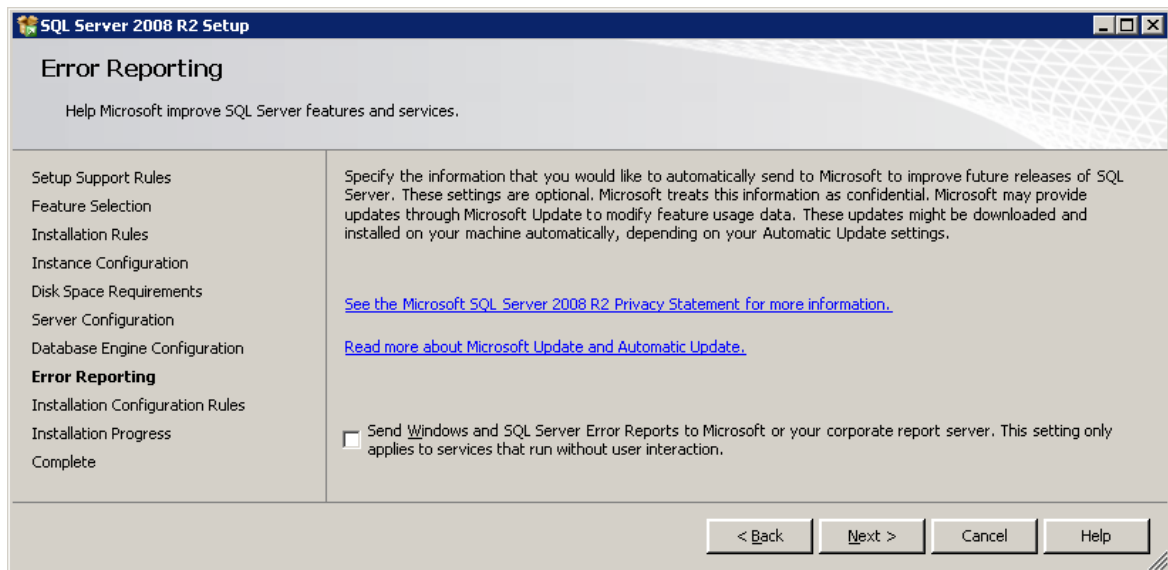 SQL Server 2008 R2 Setup
Error Reporting
Help Microsoft improve SQL Server features and services.
Setup Support Rules
Feature Selection
Installation Rules
Instance Configuration
Disk Space Requirements
Server Configuration
Database Engine Configuration
Error Reporting
Installation Configuration Rules
Installation Progress
Complete
Specify the information that you would like to automatically send to Microsoft to improve future releases of SQL
Server. These settings are optional. Microsoft treats this information as confidential. Microsoft may provide
updates through Microsoft Update to modify feature usage data. These updates might be downloaded and
installed on your machine automatically, depending on your Automatic Update settings.
See the Microsoft SQL Server 2008 R2 Privacy Statement for more information.
Read more about Microsoft Update and Automatic Update.
Send Windows and SQL Server Error Reports to Microsoft or your corporate report server. This setting only
applies to services that run without user interaction.
< Back
Next >
Cancel
Help